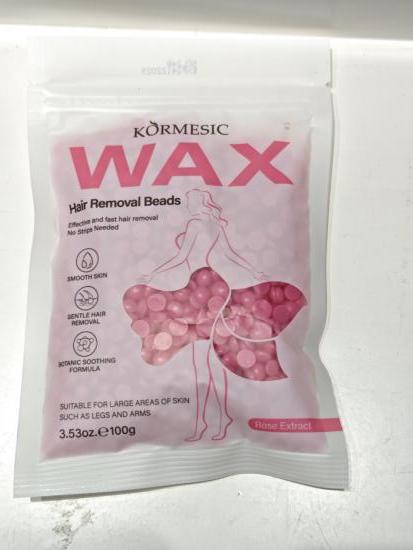 KORMESIC
WAX
Hair Removal Beads
Effective and fast hair removal
No Strips Needed
SMOOTH SKIN
GENTLE HAIR
REMOVAL
BOTANIC SOOTHING
FORMULA
SUITABLE FOR LARGE AREAS OF SKIN
SUCH AS LEGS AND ARMS
3.53oz.℮100g
Rose Extract